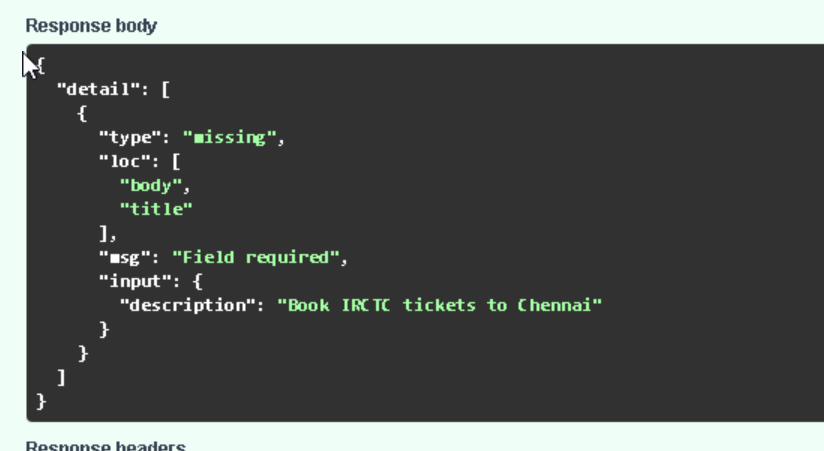 Response body
{
  "detail": [
    {
      "type": "missing",
      "loc": [
        "body",
        "title"
      ],
      "msg": "Field required",
      "input": {
        "description": "Book IRCTC tickets to Chennai"
      }
    }
  ]
}
Response headers